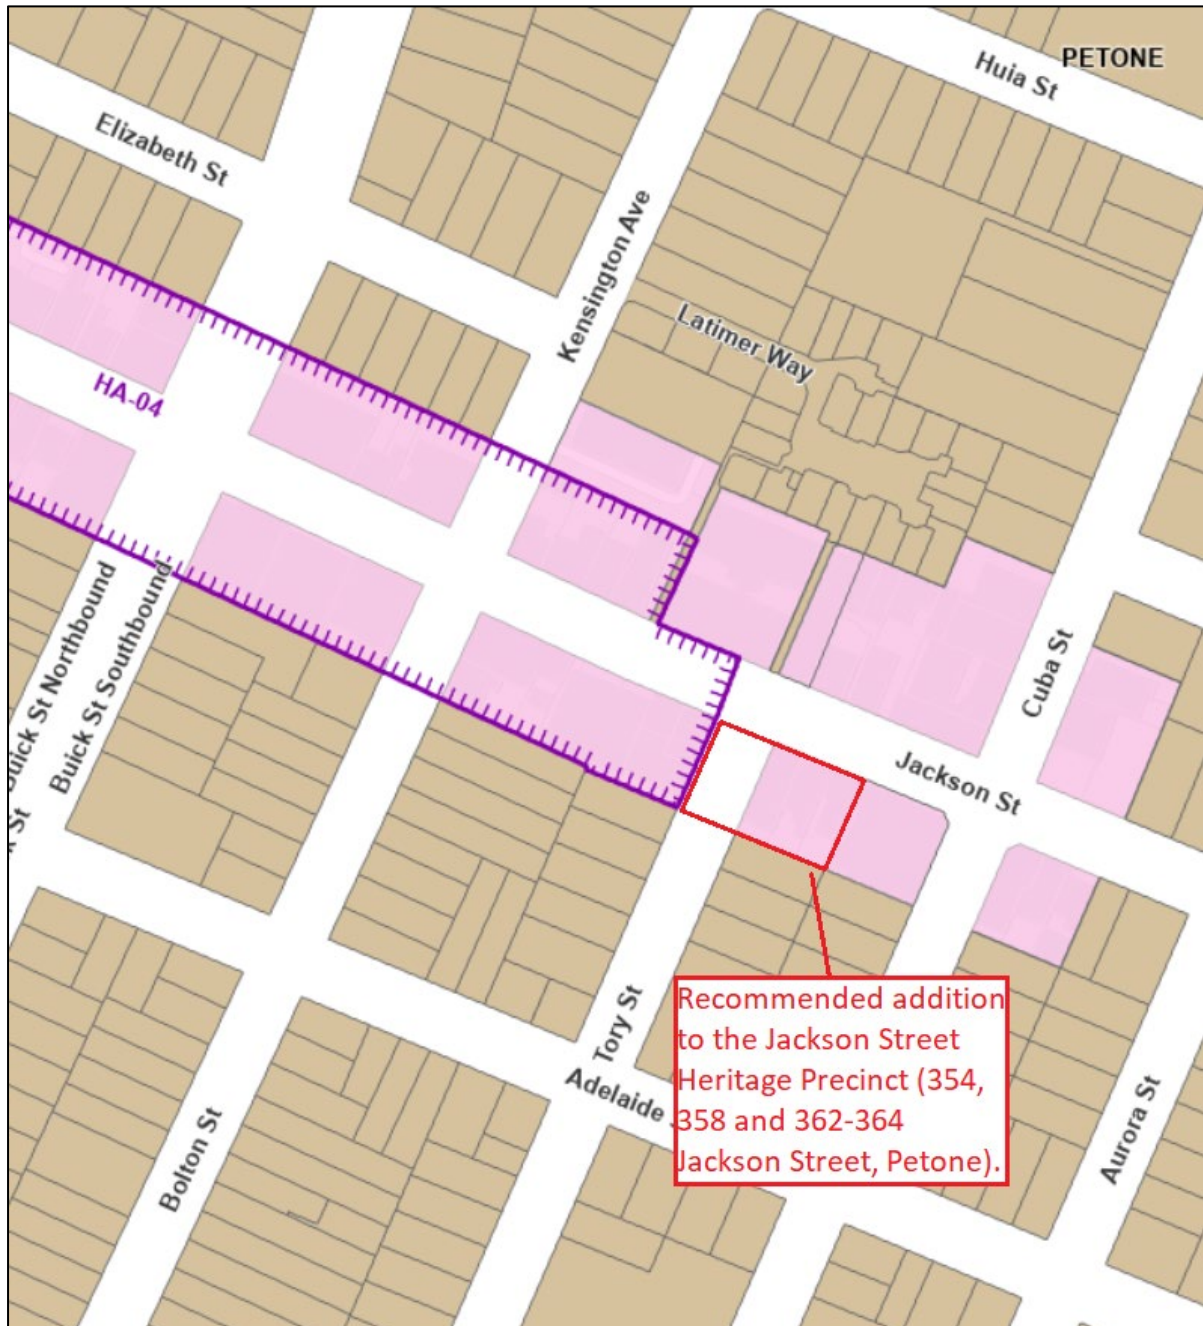 PETONE
Huia St
Elizabeth St
Kensington Ave
Latimer Way
HA-04
Buick St Northbound
Buick St Southbound
Cuba St
Jackson St
St
Recommended addition
to the Jackson Street
Heritage Precinct (354,
358 and 362-364
Jackson Street, Petone).
Tory St
Adelaide
Aurora St
Bolton St